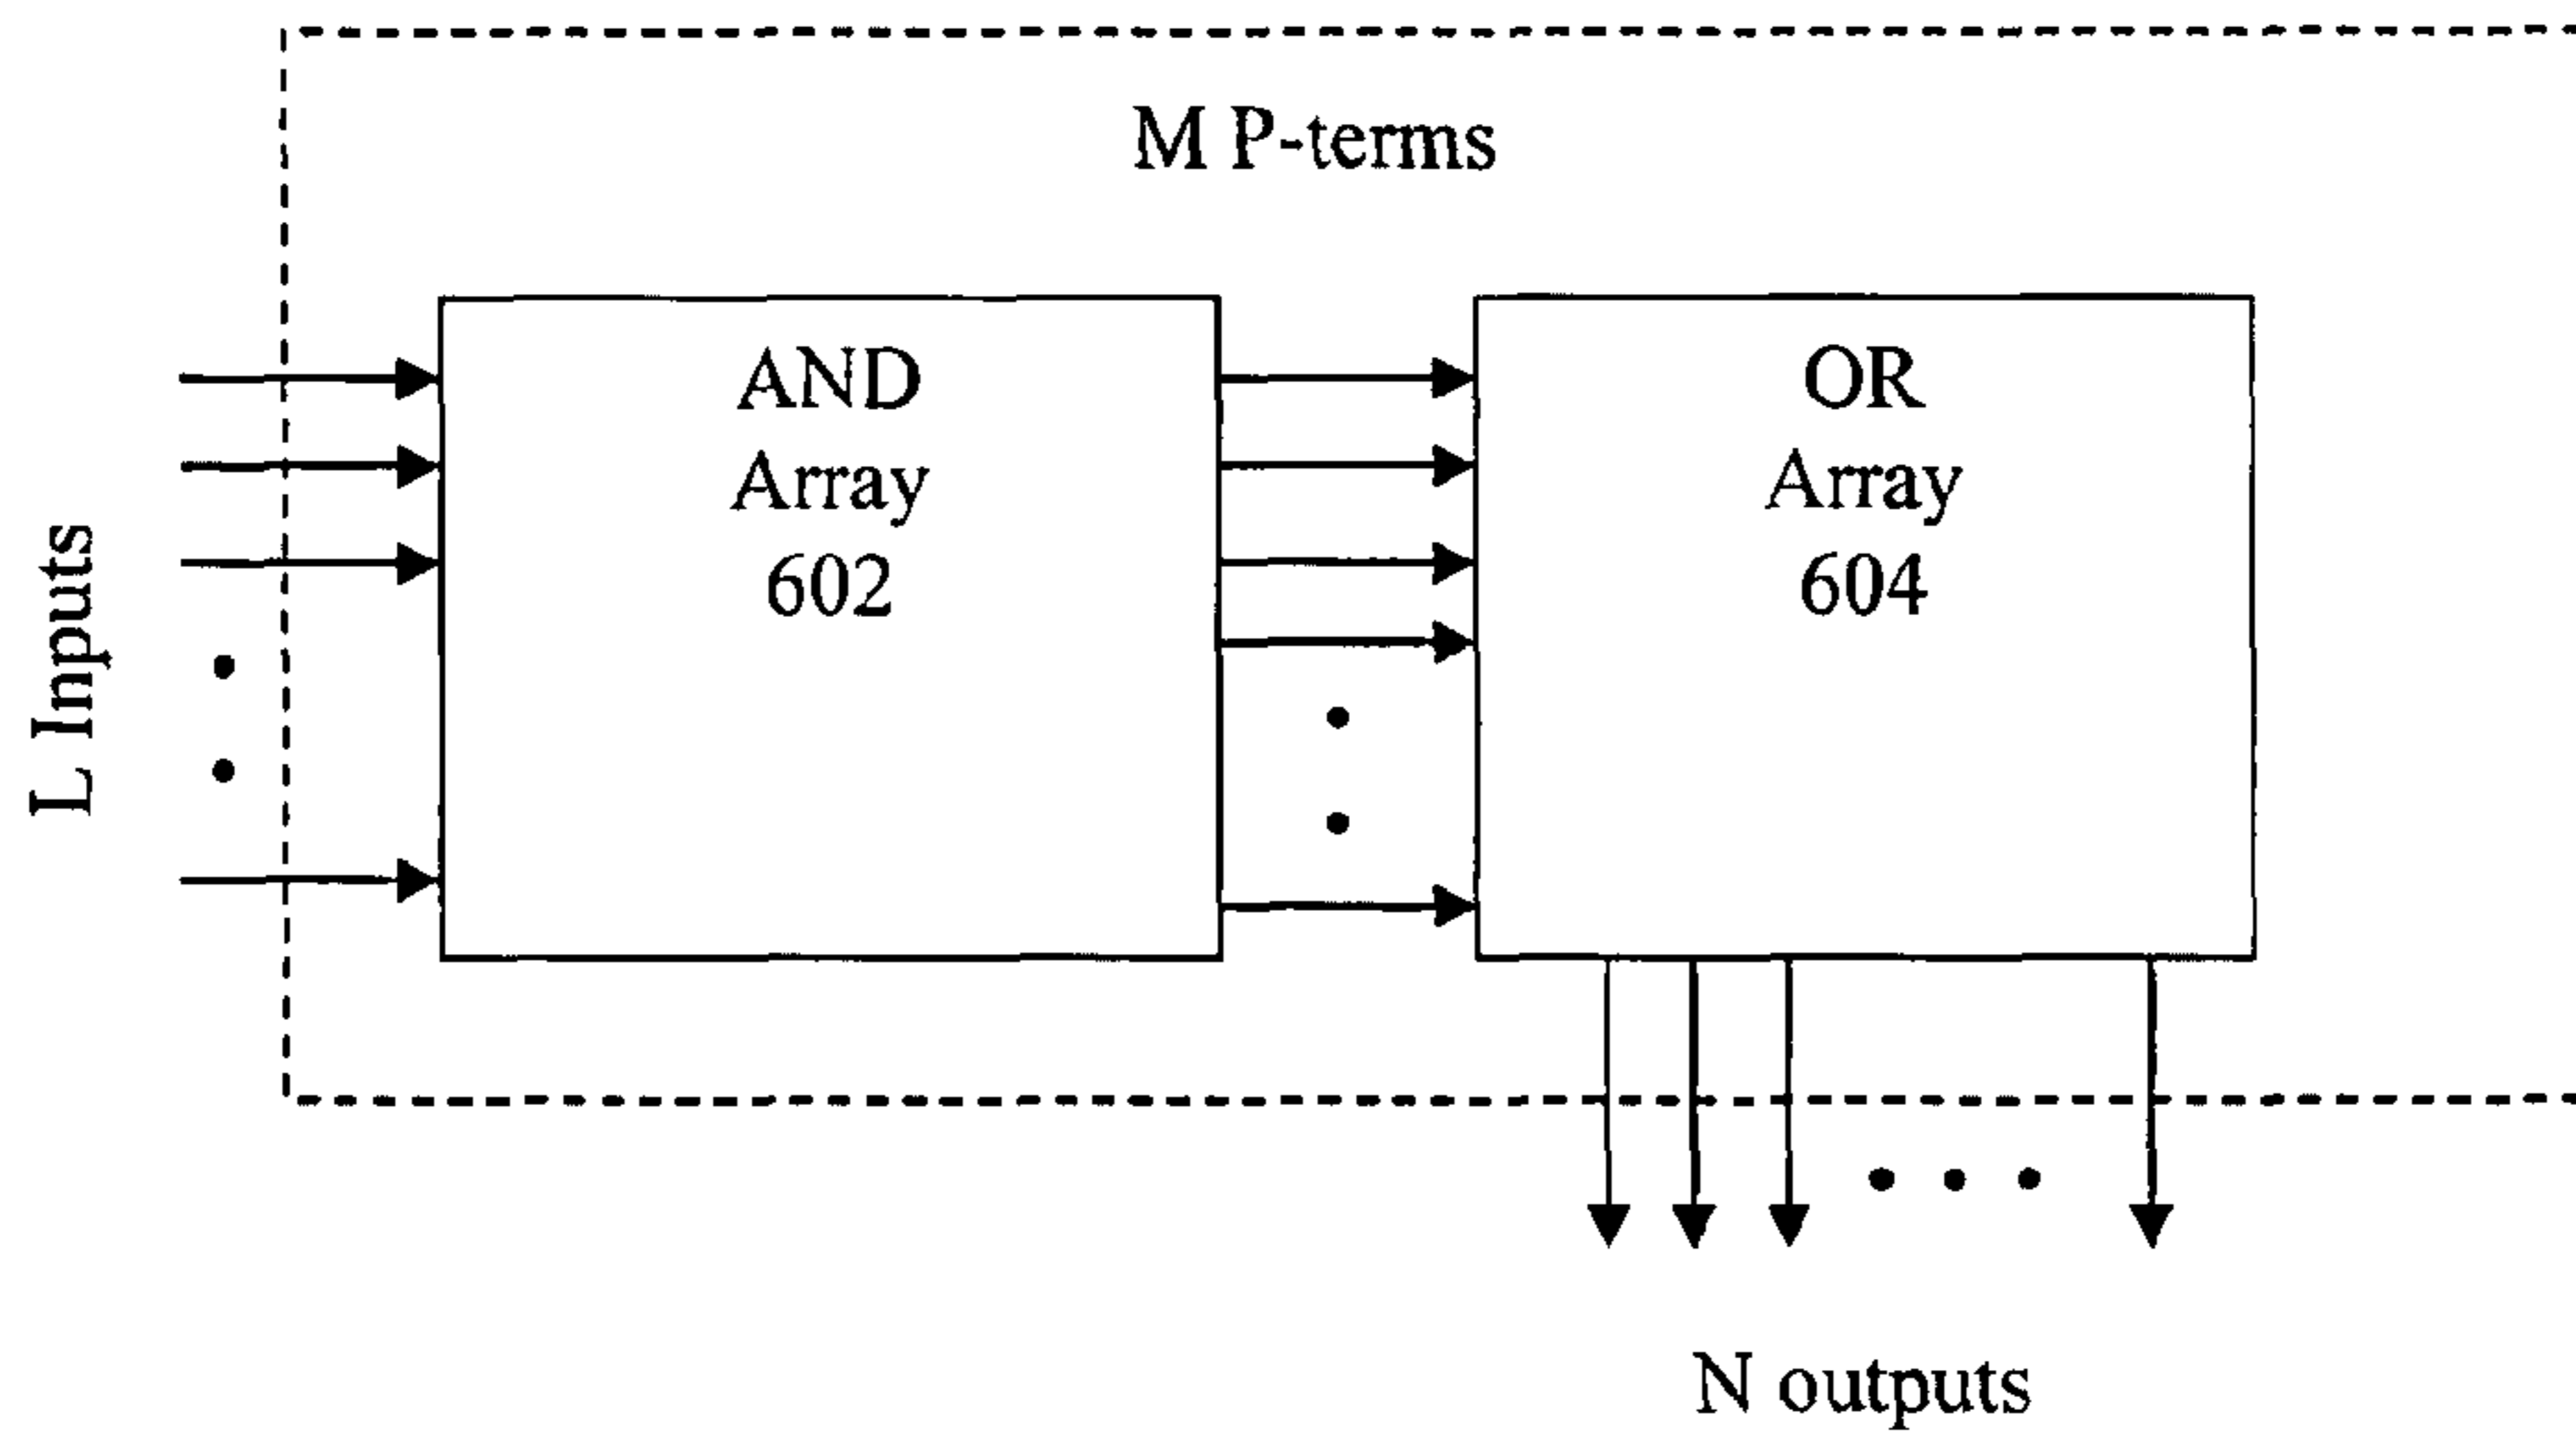 M P-terms
L Inputs
AND
Array
602
OR
Array
604
N outputs